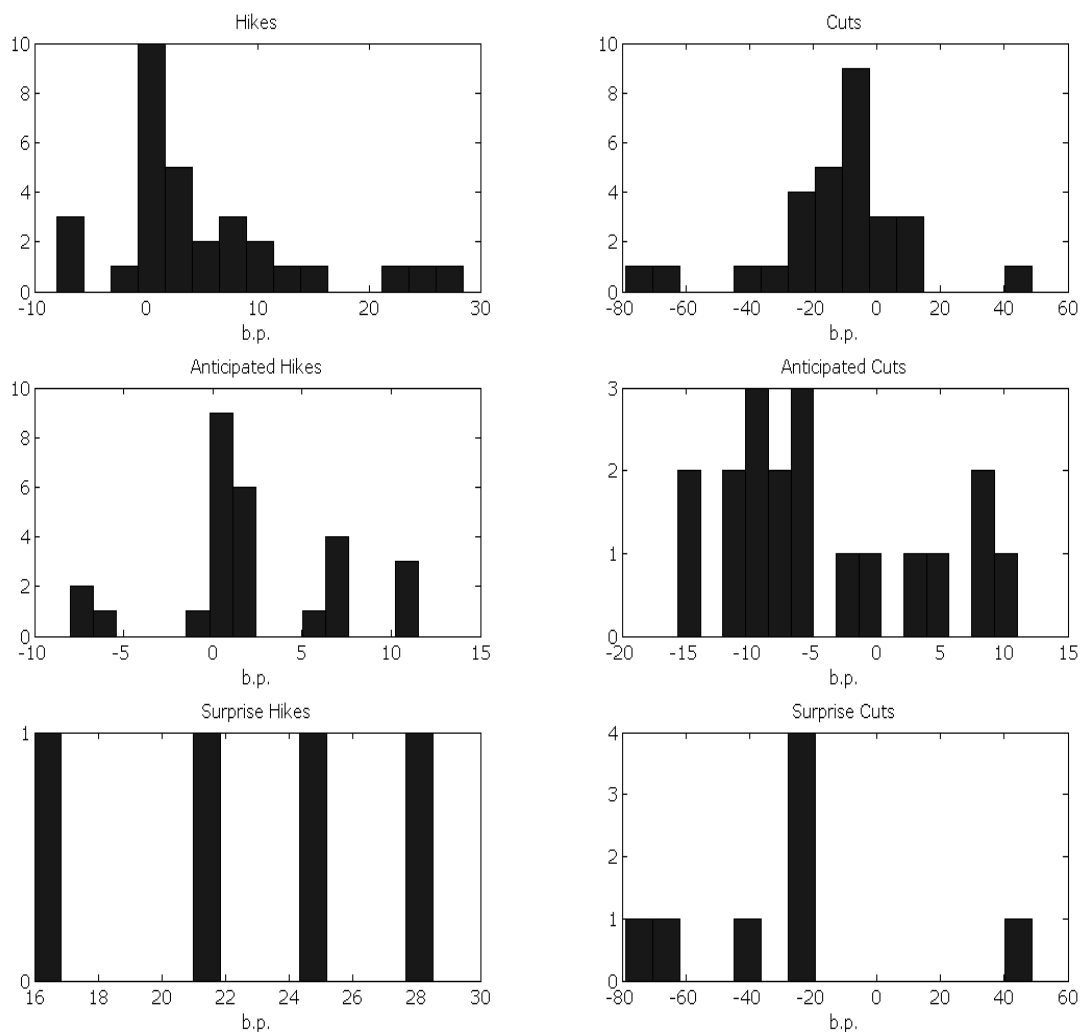 Hikes
10
8
6
4
2
0
-10 0 10 20 30
b.p.
Cuts
10
8
6
4
2
0
-80 -60 -40 -20 0 20 40 60
b.p.
Anticipated Hikes
10
8
6
4
2
0
-10 -5 0 5 10 15
b.p.
Anticipated Cuts
3
2
1
0
-20 -15 -10 -5 0 5 10 15
b.p.
Surprise Hikes
1
0
16 18 20 22 24 26 28 30
b.p.
Surprise Cuts
4
3
2
1
0
-80 -60 -40 -20 0 20 40 60
b.p.